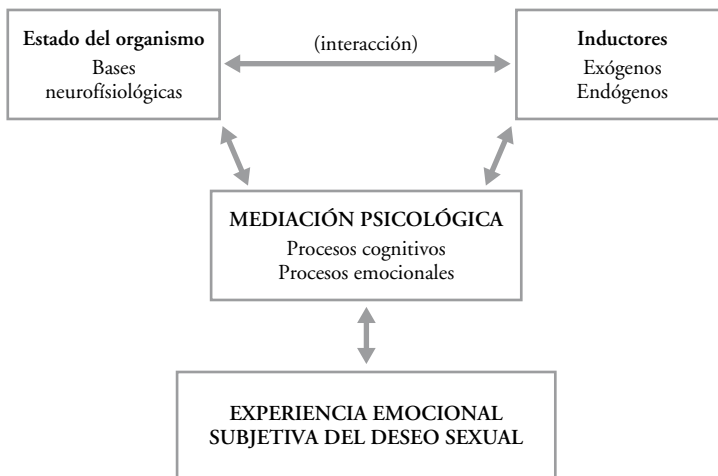 Estado del organismo
Bases
neurofísiológicas
(interacción)
Inductores
Exógenos
Endógenos
MEDIACIÓN PSICOLÓGICA
Procesos cognitivos
Procesos emocionales
EXPERIENCIA EMOCIONAL
SUBJETIVA DEL DESEO SEXUAL